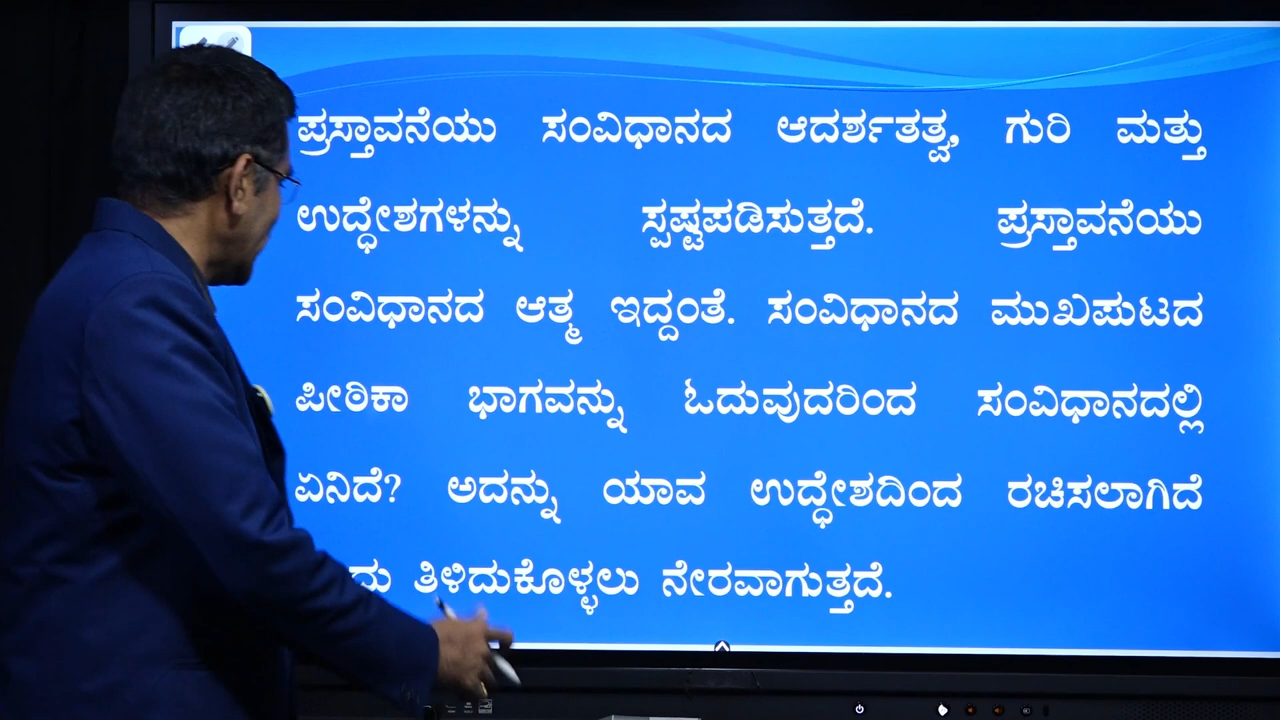 ಪ್ರಸ್ತಾವನೆಯು ಸಂವಿಧಾನದ ಆದರ್ಶತತ್ವ, ಗುರಿ ಮತ್ತು
ಉದ್ಧೇಶಗಳನ್ನು ಸ್ಪಷ್ಟಪಡಿಸುತ್ತದೆ. ಪ್ರಸ್ತಾವನೆಯು
ಸಂವಿಧಾನದ ಆತ್ಮ ಇದ್ದಂತೆ. ಸಂವಿಧಾನದ ಮುಖಪುಟದ
ಪೀಠಿಕಾ ಭಾಗವನ್ನು ಓದುವುದರಿಂದ ಸಂವಿಧಾನದಲ್ಲಿ
ಏನಿದೆ? ಅದನ್ನು ಯಾವ ಉದ್ಧೇಶದಿಂದ ರಚಿಸಲಾಗಿದೆ
ತಿಳಿದುಕೊಳ್ಳಲು ನೇರವಾಗುತ್ತದೆ.